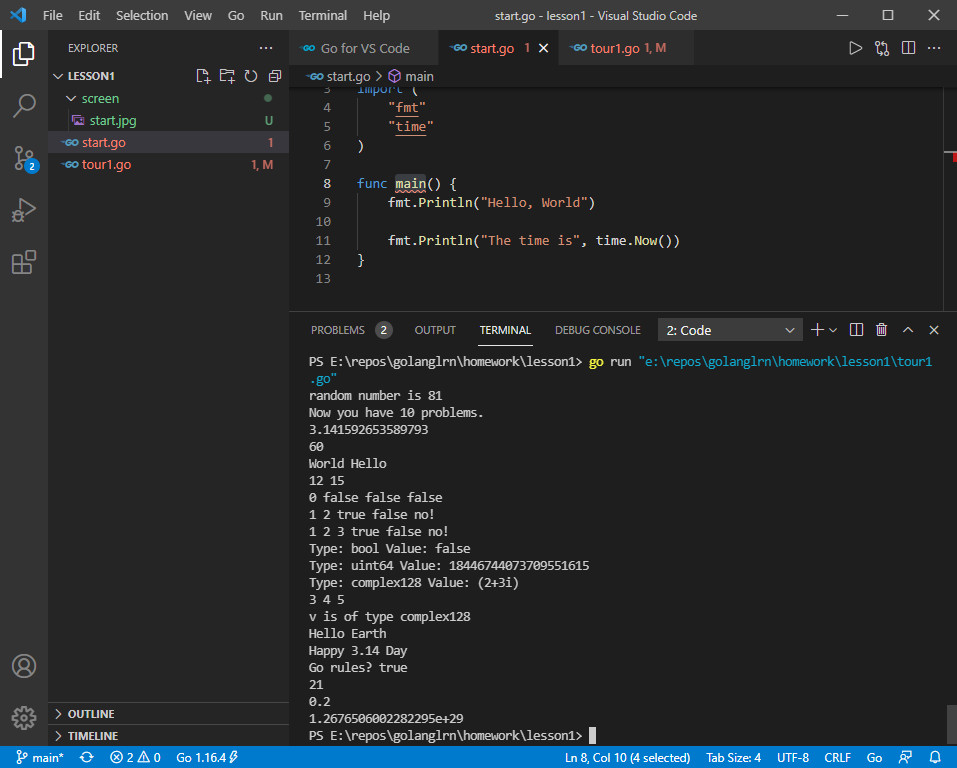 File Edit Selection View Go Run Terminal Help start.go - lesson1 - Visual Studio Code
EXPLORER
LESSON1
screen
start.jpg U
start.go 1
tour1.go 1, M
OUTLINE
TIMELINE
Go for VS Code start.go 1 tour1.go 1, M
start.go > main
3 import (
4 "fmt"
5 "time"
6 )
7
8 func main() {
9 fmt.Println("Hello, World")
10
11 fmt.Println("The time is", time.Now())
12 }
13
PROBLEMS 2 OUTPUT TERMINAL DEBUG CONSOLE 2: Code
PS E:\repos\golanglrn\homework\lesson1> go run "e:\repos\golanglrn\homework\lesson1\tour1
.go"
random number is 81
Now you have 10 problems.
3.141592653589793
60
World Hello
12 15
0 false false false
1 2 true false no!
1 2 3 true false no!
Type: bool Value: false
Type: uint64 Value: 18446744073709551615
Type: complex128 Value: (2+3i)
3 4 5
v is of type complex128
Hello Earth
Happy 3.14 Day
Go rules? true
21
0.2
1.2676506002282295e+29
PS E:\repos\golanglrn\homework\lesson1>
2
main* 2 0 Go 1.16.4 Ln 8, Col 10 (4 selected) Tab Size: 4 UTF-8 CRLF Go